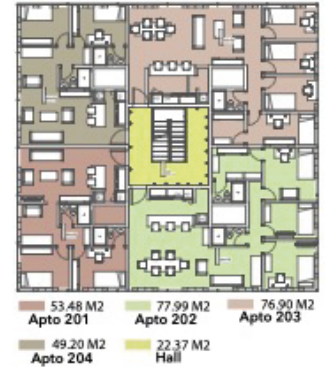 53.48 M2
Apto 201
77.99 M2
Apto 202
76.90 M2
Apto 203
49.20 M2
Apto 204
22.37 M2
Hall